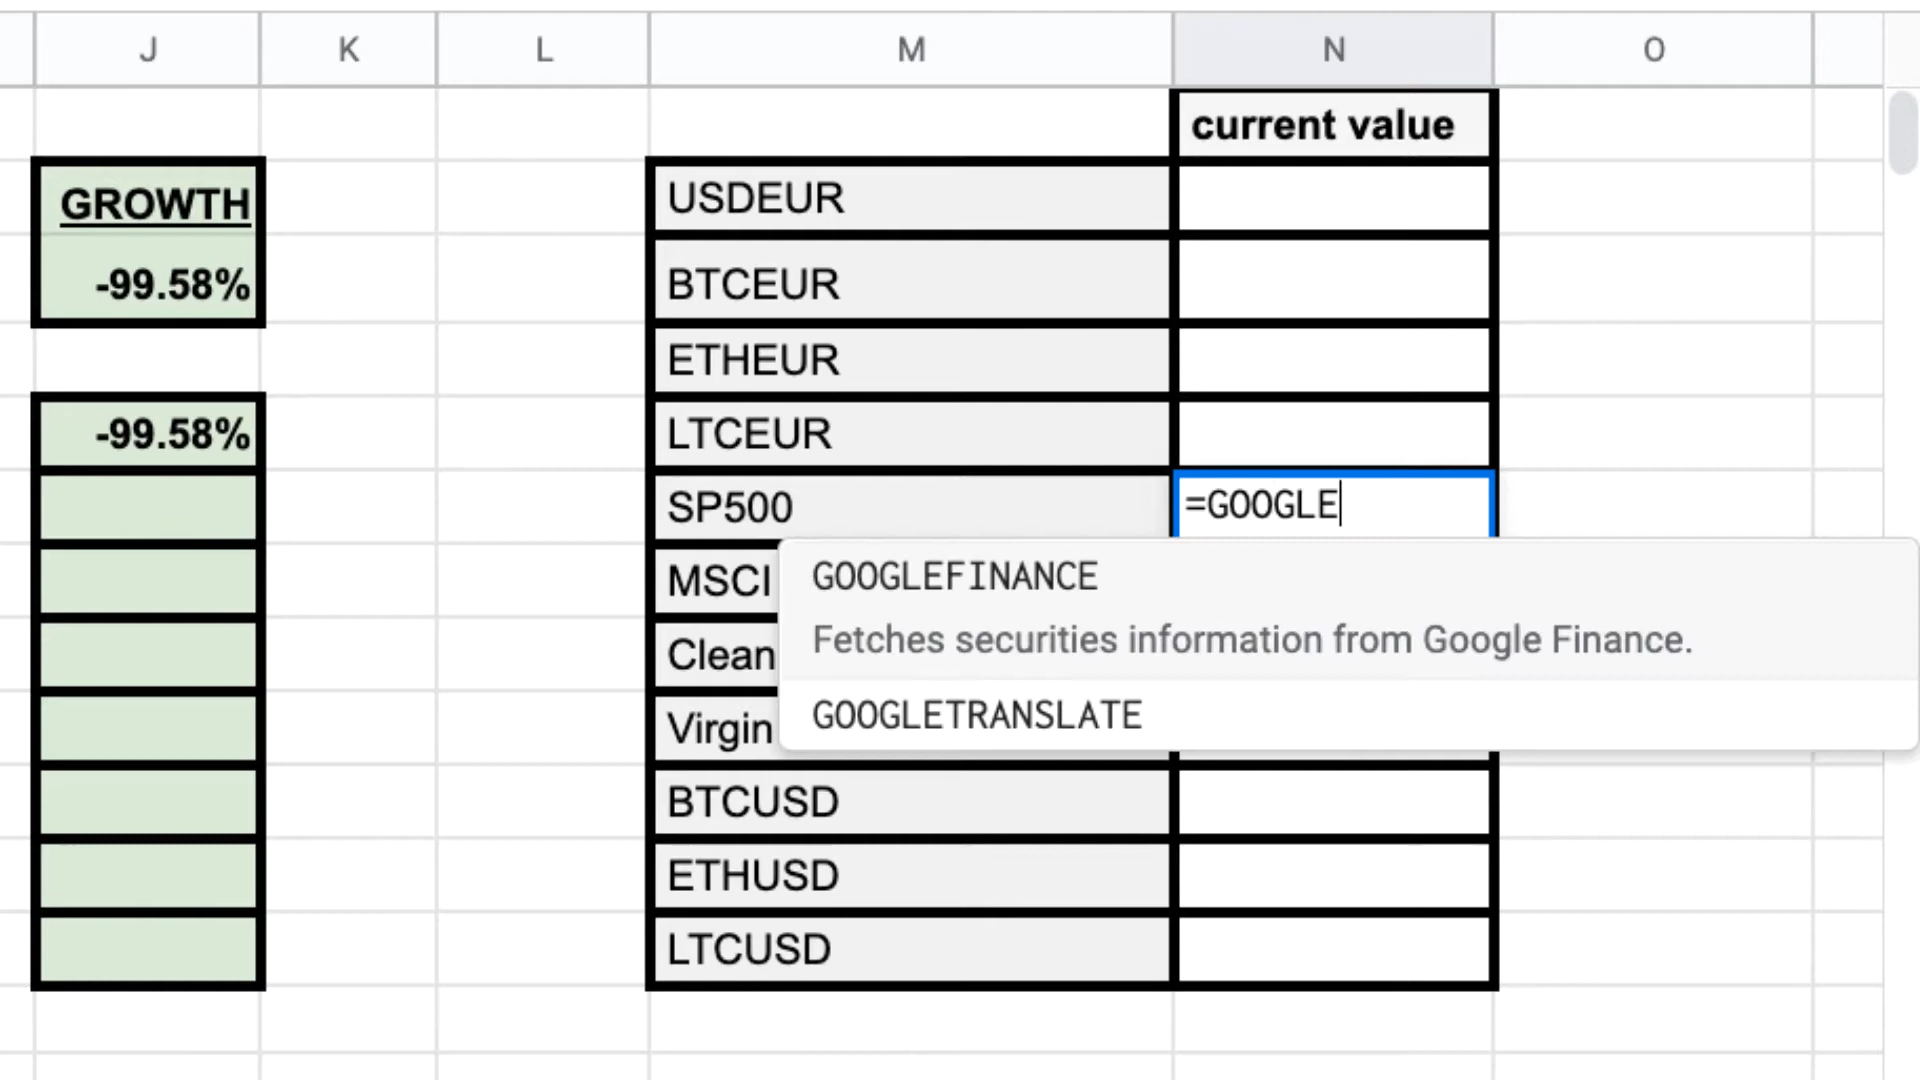 J K L M N O
current value
GROWTH USDEUR
-99.58% BTCEUR
ETHEUR
-99.58% LTCEUR
SP500 =GOOGLE
MSCI GOOGLEFINANCE
Clean Fetches securities information from Google Finance.
Virgin GOOGLETRANSLATE
BTCUSD
ETHUSD
LTCUSD